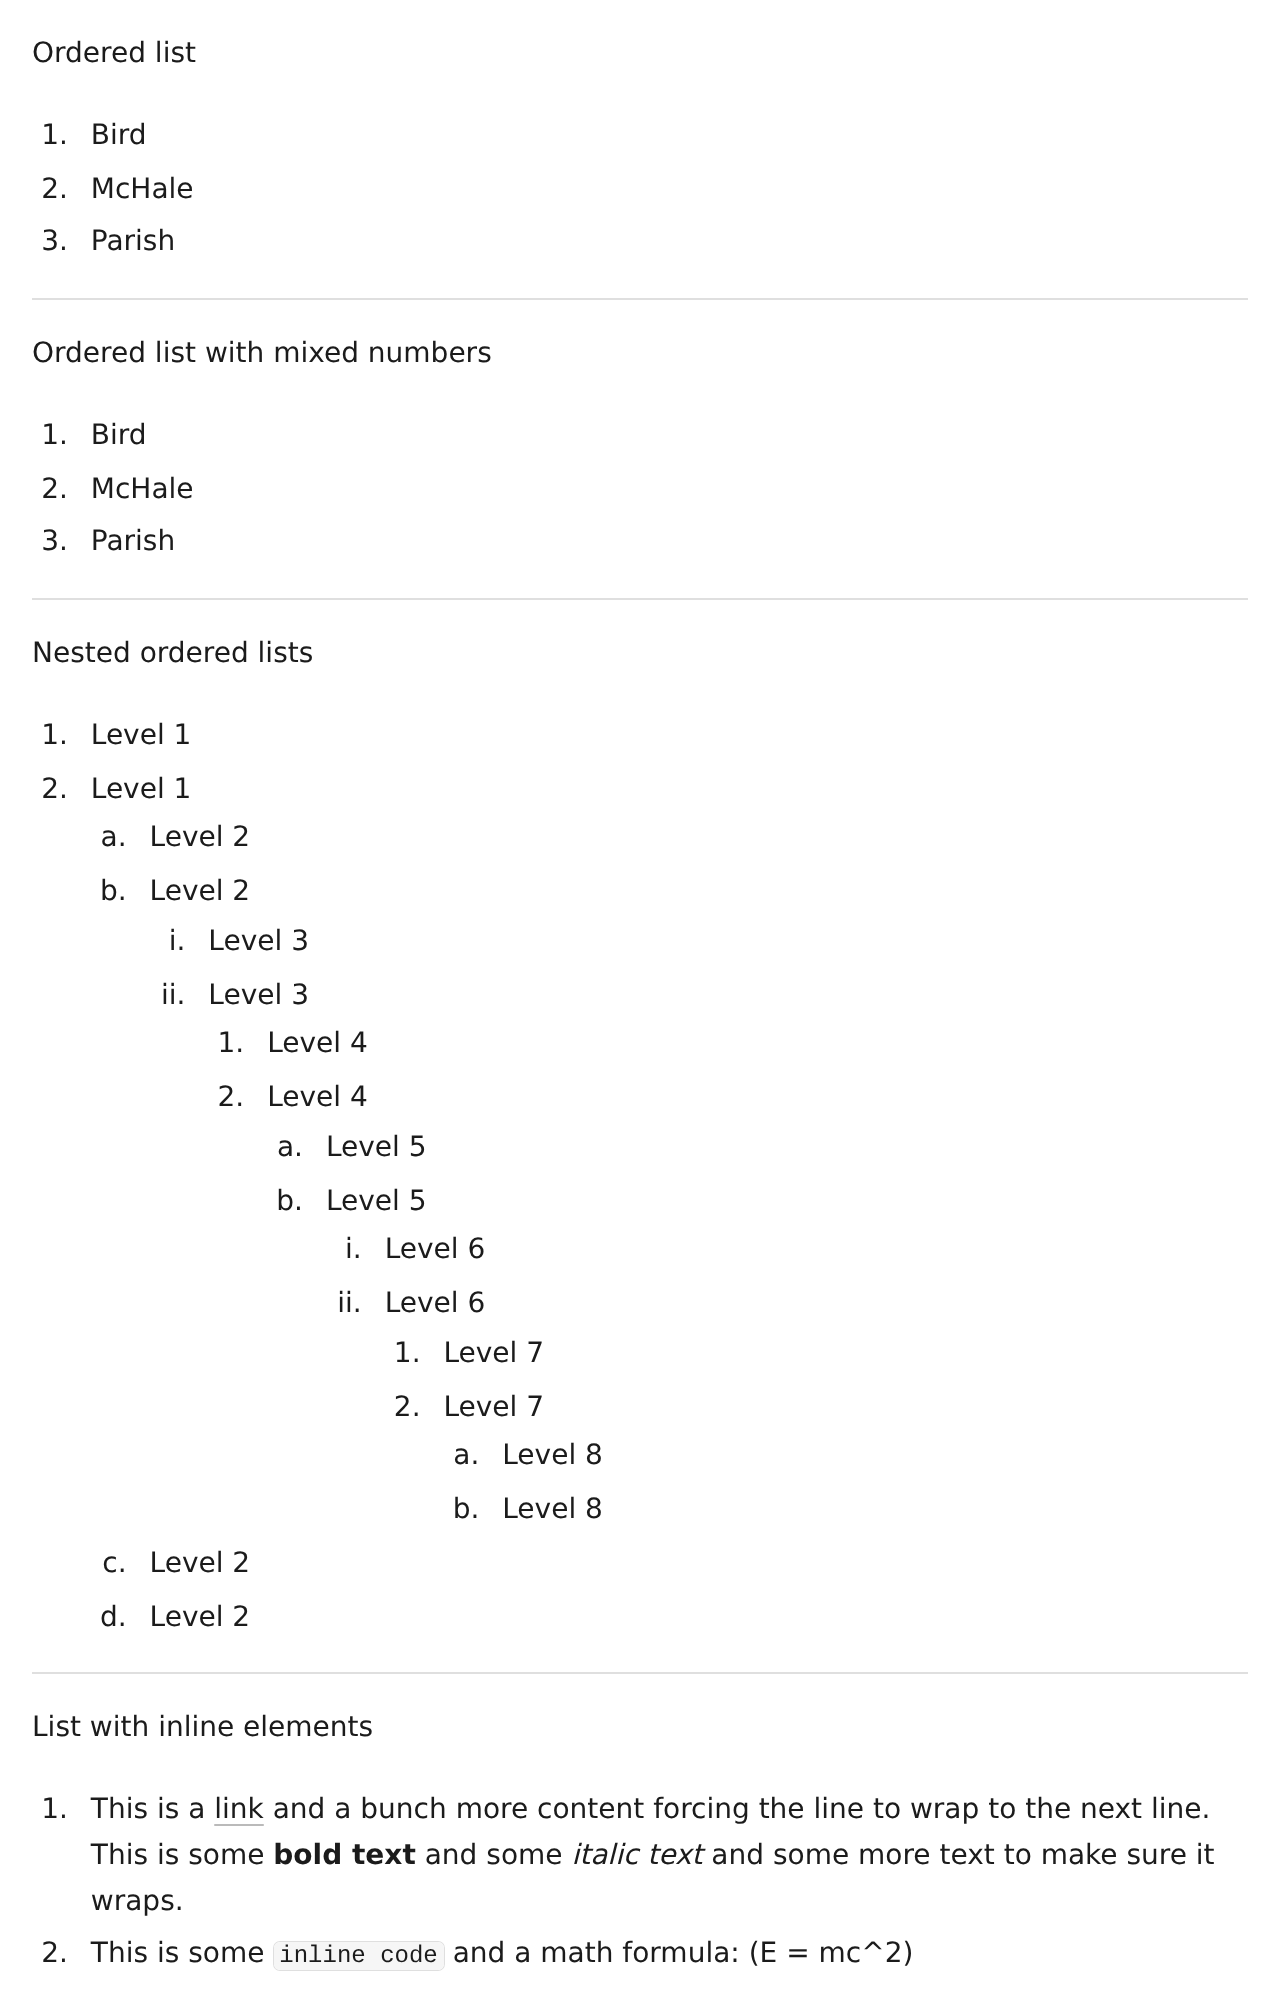 Ordered list
1. Bird
2. McHale
3. Parish
Ordered list with mixed numbers
1. Bird
2. McHale
3. Parish
Nested ordered lists
1. Level 1
2. Level 1
a. Level 2
b. Level 2
i. Level 3
ii. Level 3
1. Level 4
2. Level 4
a. Level 5
b. Level 5
i. Level 6
ii. Level 6
1. Level 7
2. Level 7
a. Level 8
b. Level 8
c. Level 2
d. Level 2
List with inline elements
1. This is a link and a bunch more content forcing the line to wrap to the next line.
This is some bold text and some italic text and some more text to make sure it
wraps.
2. This is some inline code and a math formula: (E = mc^2)